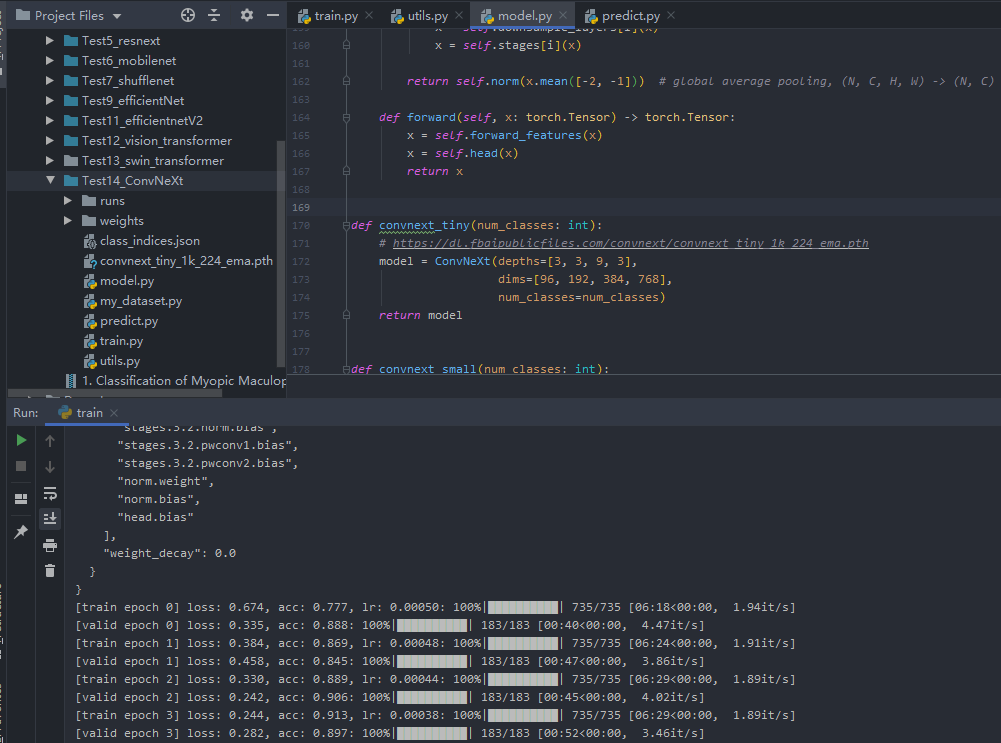 Project Files
train.py
utils.py
model.py
predict.py
Test5_resnext
Test6_mobilenet
Test7_shufflenet
Test9_efficientNet
Test11_efficientnetV2
Test12_vision_transformer
Test13_swin_transformer
Test14_ConvNeXt
runs
weights
class_indices.json
convnext_tiny_1k_224_ema.pth
model.py
my_dataset.py
predict.py
train.py
utils.py
1. Classification of Myopic Maculop
160 x = self.stages[i](x)
161
162 return self.norm(x.mean([-2, -1])) # global average pooling, (N, C, H, W) -> (N, C)
163
164 def forward(self, x: torch.Tensor) -> torch.Tensor:
165 x = self.forward_features(x)
166 x = self.head(x)
167 return x
168
169
170 def convnext_tiny(num_classes: int):
171 # https://dl.fbaipublicfiles.com/convnext/convnext_tiny_1k_224_ema.pth
172 model = ConvNeXt(depths=[3, 3, 9, 3],
173 dims=[96, 192, 384, 768],
174 num_classes=num_classes)
175 return model
176
177
178 def convnext_small(num_classes: int):
Run: train
"stages.3.2.norm.bias",
"stages.3.2.pwconv1.bias",
"stages.3.2.pwconv2.bias",
"norm.weight",
"norm.bias",
"head.bias"
],
"weight_decay": 0.0
}
}
[train epoch 0] loss: 0.674, acc: 0.777, lr: 0.00050: 100%|██████████| 735/735 [06:18<00:00, 1.94it/s]
[valid epoch 0] loss: 0.335, acc: 0.888: 100%|██████████| 183/183 [00:40<00:00, 4.47it/s]
[train epoch 1] loss: 0.384, acc: 0.869, lr: 0.00048: 100%|██████████| 735/735 [06:24<00:00, 1.91it/s]
[valid epoch 1] loss: 0.458, acc: 0.845: 100%|██████████| 183/183 [00:47<00:00, 3.86it/s]
[train epoch 2] loss: 0.330, acc: 0.889, lr: 0.00044: 100%|██████████| 735/735 [06:29<00:00, 1.89it/s]
[valid epoch 2] loss: 0.242, acc: 0.906: 100%|██████████| 183/183 [00:45<00:00, 4.02it/s]
[train epoch 3] loss: 0.244, acc: 0.913, lr: 0.00038: 100%|██████████| 735/735 [06:29<00:00, 1.89it/s]
[valid epoch 3] loss: 0.282, acc: 0.897: 100%|██████████| 183/183 [00:52<00:00, 3.46it/s]